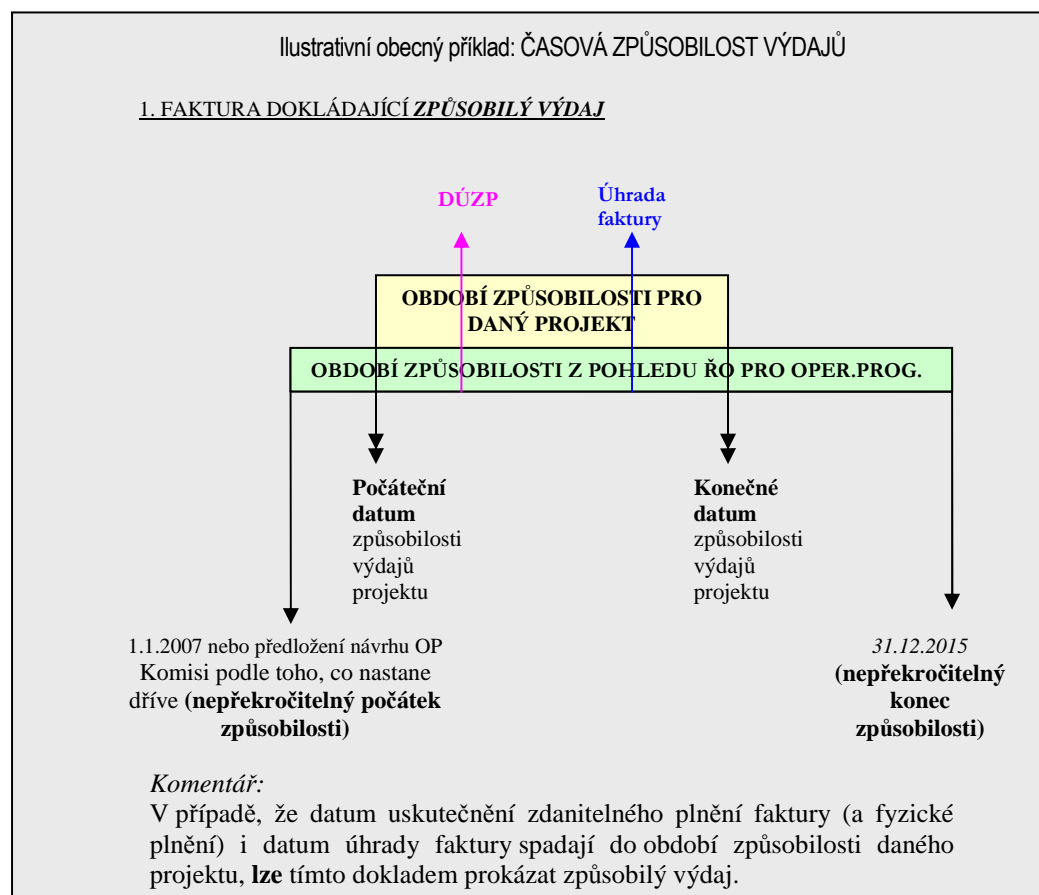 Ilustrativní obecný příklad: ČASOVÁ ZPŮSOBILOST VÝDAJŮ
1. FAKTURA DOKLÁDAJÍCÍ ZPŮSOBILÝ VÝDAJ
DÚZP
Úhrada
faktury
OBDOBÍ ZPŮSOBILOSTI PRO
DANÝ PROJEKT
OBDOBÍ ZPŮSOBILOSTI Z POHLEDU ŘO PRO OPER.PROG.
Počáteční
datum
způsobilosti
výdajů
projektu
Konečné
datum
způsobilosti
výdajů
projektu
1.1.2007 nebo předložení návrhu OP
Komisi podle toho, co nastane
dříve (nepřekročitelný počátek
způsobilosti)
31.12.2015
(nepřekročitelný
konec
způsobilosti)
Komentář:
V případě, že datum uskutečnění zdanitelného plnění faktury (a fyzické
plnění) i datum úhrady faktury spadají do období způsobilosti daného
projektu, lze tímto dokladem prokázat způsobilý výdaj.